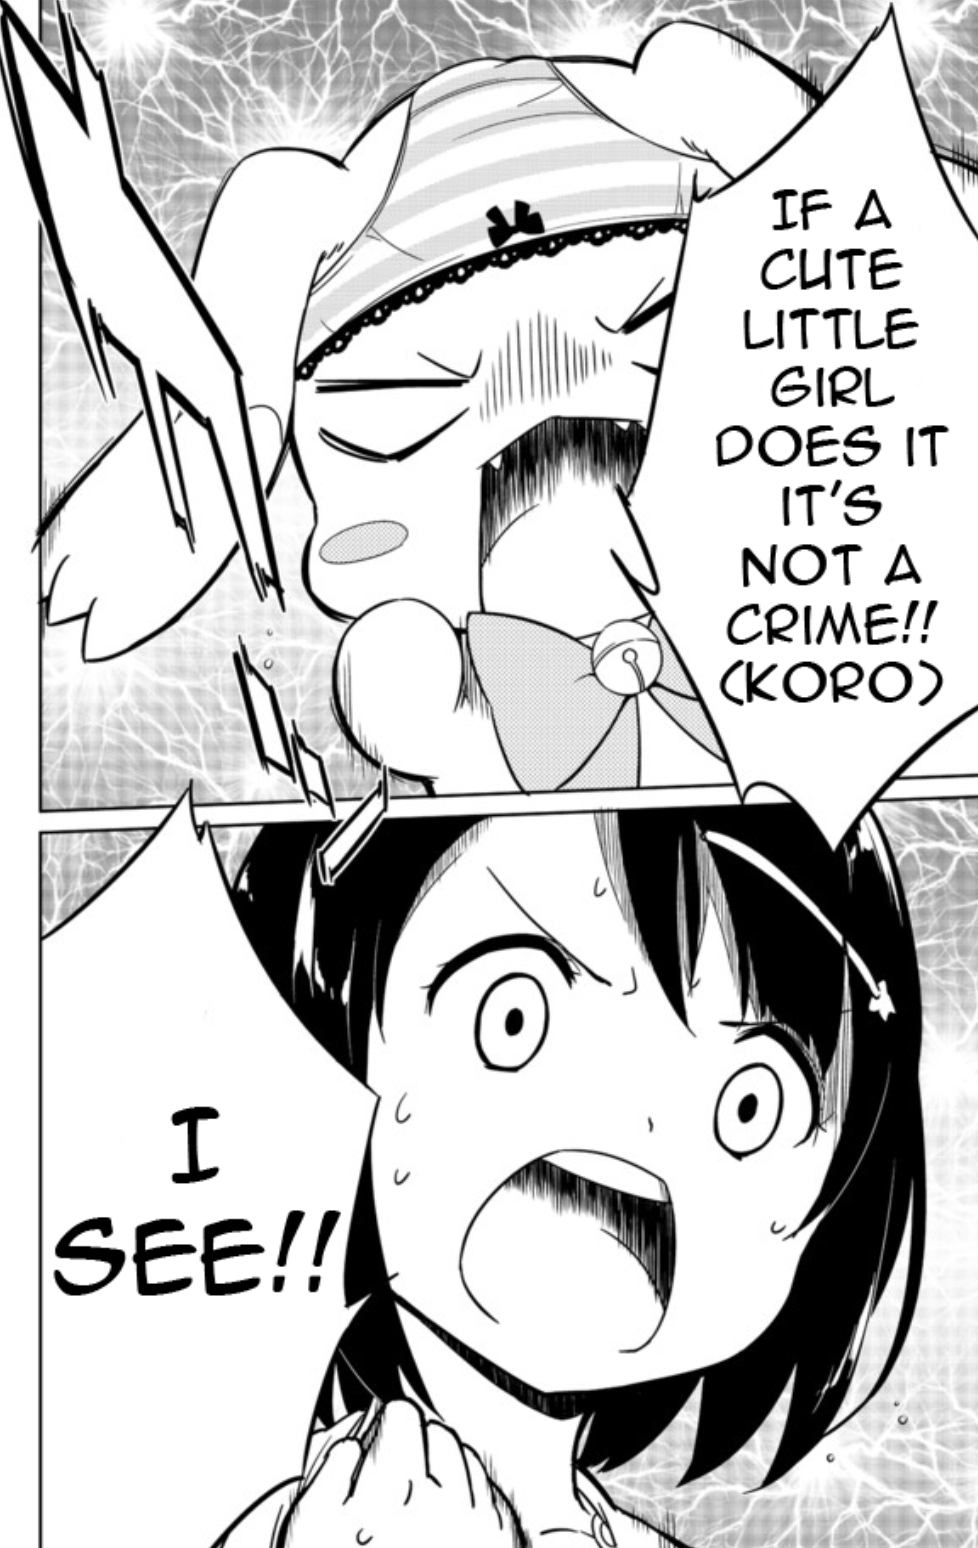 IF A
CUTE
LITTLE
GIRL
DOES IT
IT'S
NOT A
CRIME!!
(KORO)
I
SEE!!